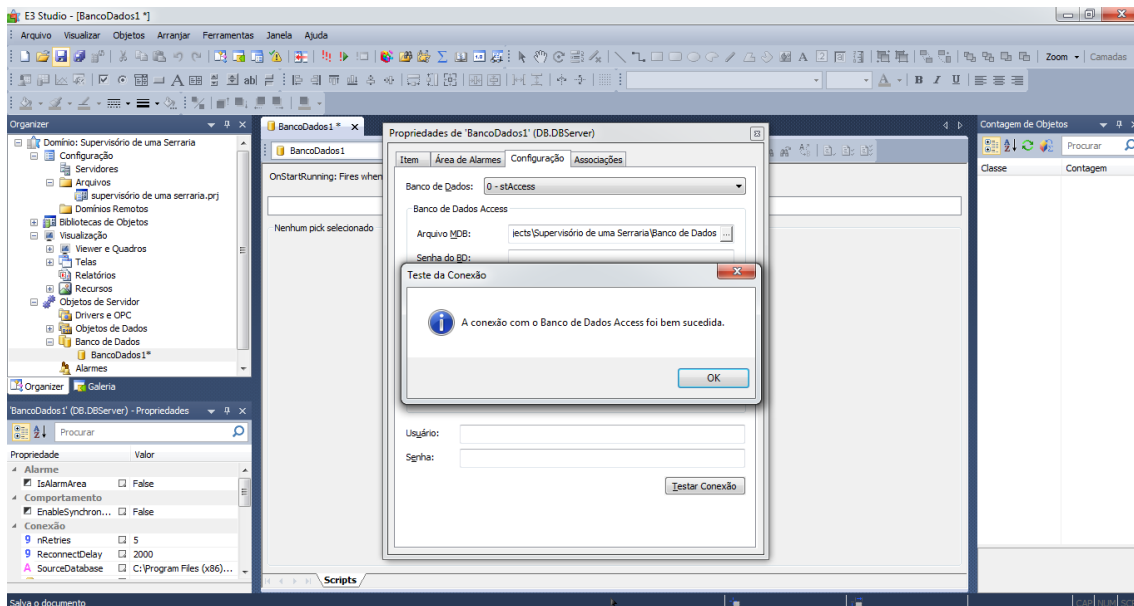 E3 Studio - [BancoDados1 *]
Arquivo Visualizar Objetos Arranjar Ferramentas Janela Ajuda
Zoom Camadas
Organizer
Domínio: Supervisório de uma Serraria
Configuração
Servidores
Arquivos
supervisório de uma serraria.prj
Domínios Remotos
Bibliotecas de Objetos
Visualização
Viewer e Quadros
Telas
Relatórios
Recursos
Objetos de Servidor
Drivers e OPC
Objetos de Dados
Banco de Dados
BancoDados1*
Alarmes
Organizer Galeria
'BancoDados1' (DB.DBServer) - Propriedades
Procurar
Propriedade Valor
Alarme
IsAlarmArea False
Comportamento
EnableSynchron... False
Conexão
nRetries 5
ReconnectDelay 2000
SourceDatabase C:\Program Files (x86)...
BancoDados1 *
BancoDados1
OnStartRunning: Fires when
Nenhum pick selecionado
Scripts
Propriedades de 'BancoDados1' (DB.DBServer)
Item Área de Alarmes Configuração Associações
Banco de Dados: 0 - stAccess
Banco de Dados Access
Arquivo MDB: jects\Supervisório de uma Serraria\Banco de Dados ...
Senha do BD:
Teste da Conexão
A conexão com o Banco de Dados Access foi bem sucedida.
OK
Usuário:
Senha:
Testar Conexão
Contagem de Objetos
Procurar
Classe Contagem
Salva o documento
CAP NUM